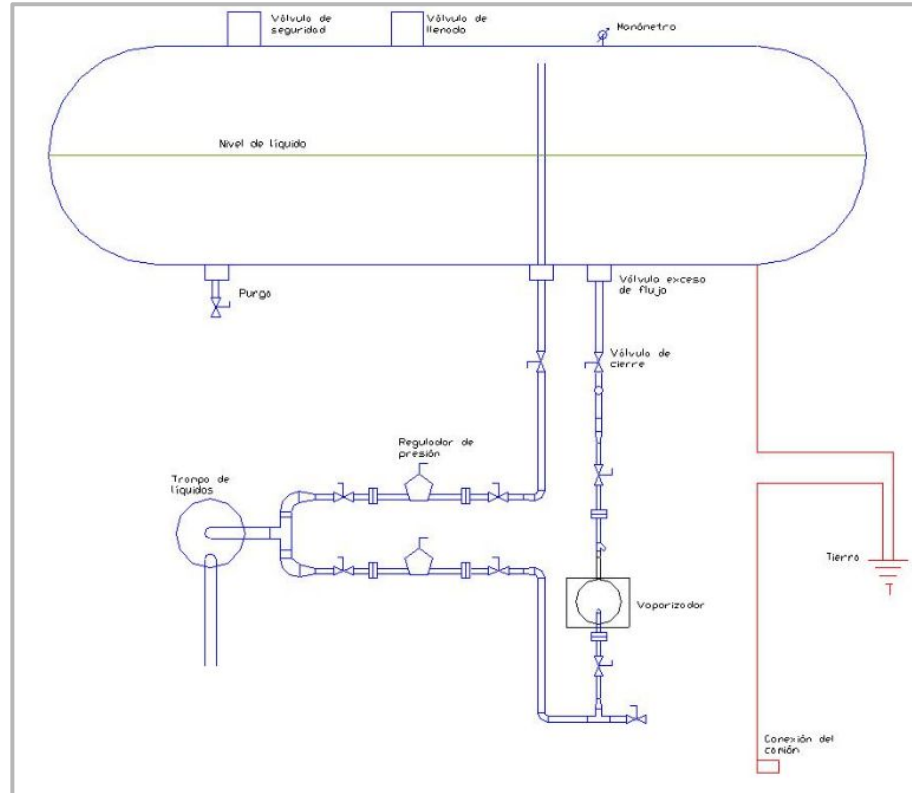 Válvula de
seguridad
Válvula de
llenado
Manómetro
Nivel de líquido
Purga
Válvula exceso
de flujo
Válvula de
cierre
Regulador de
presión
Trampa de
líquidos
Tierra
T
Vaporizador
Conexión del
camión